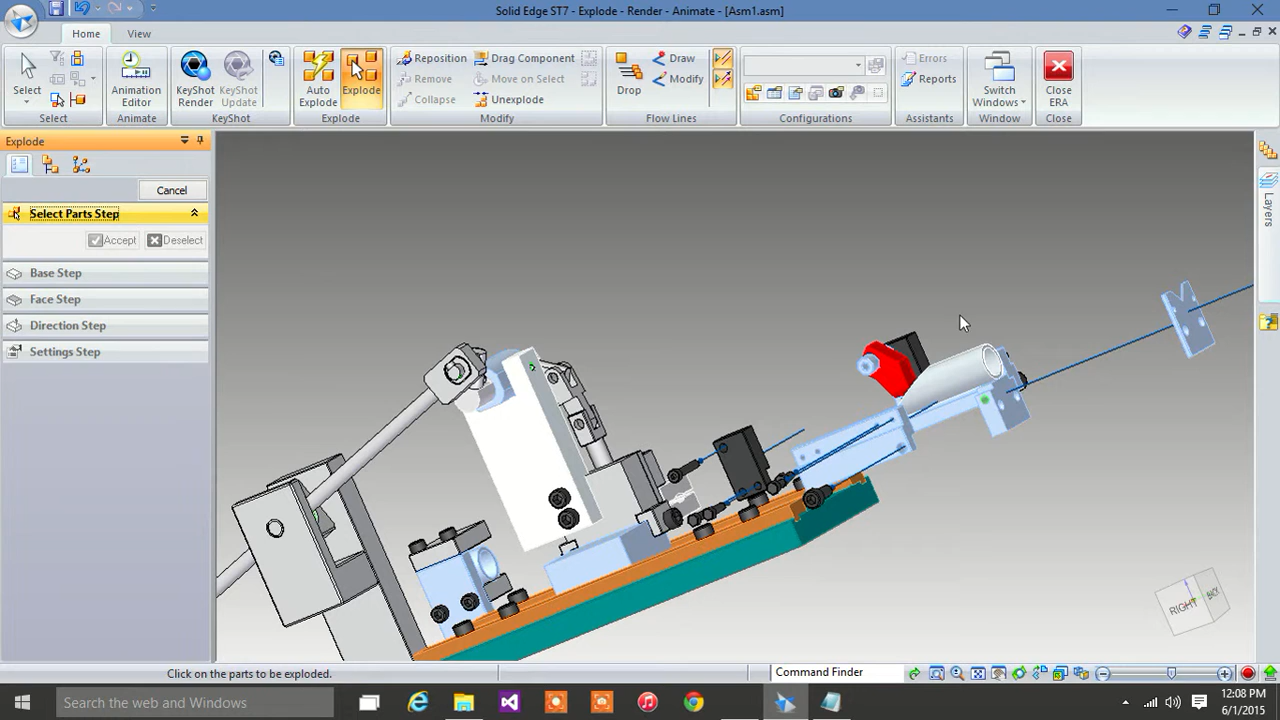 Solid Edge ST7 - Explode - Render - Animate - [Asm1.asm]
Home View
Select
Select
Animation Editor
Animate
KeyShot Render
KeyShot Update
KeyShot
Auto Explode
Explode
Explode
Reposition
Remove
Collapse
Drag Component
Move on Select
Unexplode
Modify
Drop
Draw
Modify
Flow Lines
Configurations
Errors
Reports
Assistants
Switch Windows
Window
Close ERA
Close
Explode
Cancel
Select Parts Step
Accept Deselect
Base Step
Face Step
Direction Step
Settings Step
Layers
RIGHT BACK
Click on the parts to be exploded.
Command Finder
Search the web and Windows
12:08 PM
6/1/2015